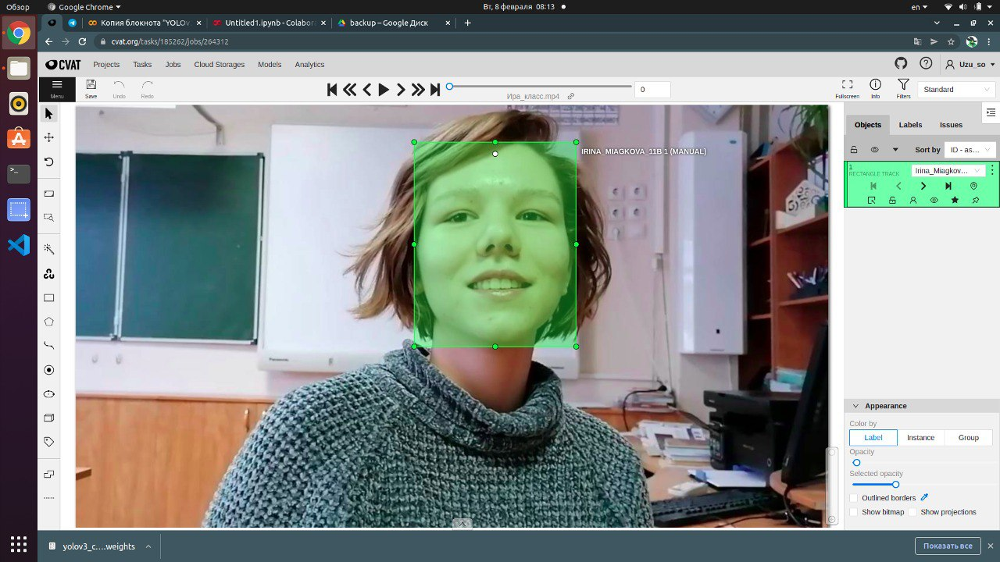 Обзор
Google Chrome
Вт, 8 февраля 08:13
en
Копия блокнота "YOLOv
Untitled1.ipynb - Colabora
backup – Google Диск
cvat.org/tasks/185262/jobs/264312
CVAT
Projects
Tasks
Jobs
Cloud Storages
Models
Analytics
Uzu_so
Menu
Save
Undo
Redo
Ира_класс.mp4
0
Fullscreen
Info
Filters
Standard
IRINA_MIAGKOVA_11B 1 (MANUAL)
Panasonic
Objects
Labels
Issues
Sort by
ID - as...
1
RECTANGLE TRACK
Irina_Miagkov...
Appearance
Color by
Label
Instance
Group
Opacity
Selected opacity
Outlined borders
Show bitmap
Show projections
yolov3_c....weights
Показать все